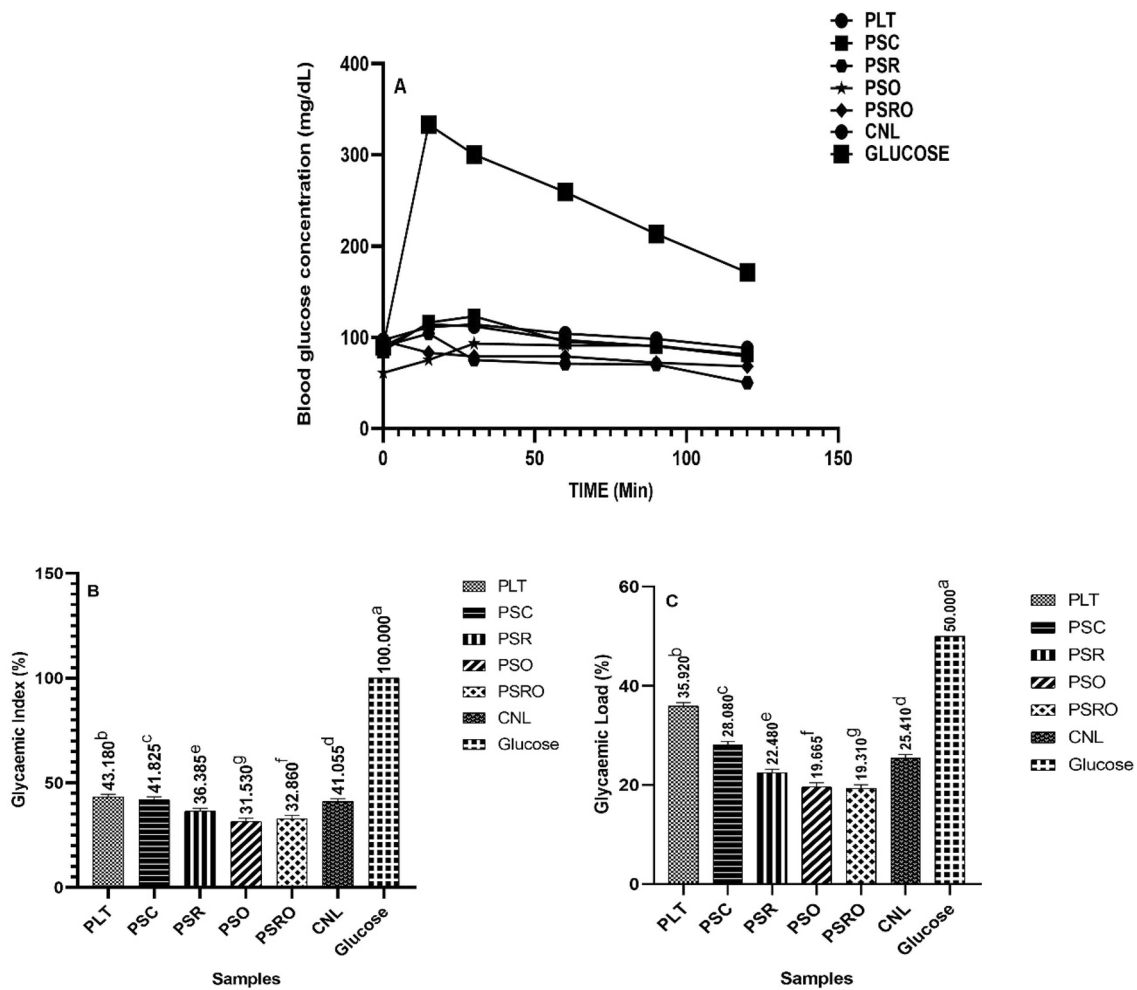 PLT
PSC
PSR
PSO
PSRO
CNL
GLUCOSE
A
Blood glucose concentration (mg/dL)
400
300
200
100
0
0 50 100 150
TIME (Min)
B
Glycaemic Index (%)
150
100
50
0
43.180b
41.825c
36.385e
31.530g
32.860f
41.055d
100.000a
PLT
PSC
PSR
PSO
PSRO
CNL
Glucose
PLT PSC PSR PSO PSRO CNL Glucose
Samples
C
Glycaemic Load (%)
60
40
20
0
35.920b
28.080c
22.480e
19.665f
19.310g
25.410d
50.000a
PLT
PSC
PSR
PSO
PSRO
CNL
Glucose
PLT PSC PSR PSO PSRO CNL Glucose
Samples